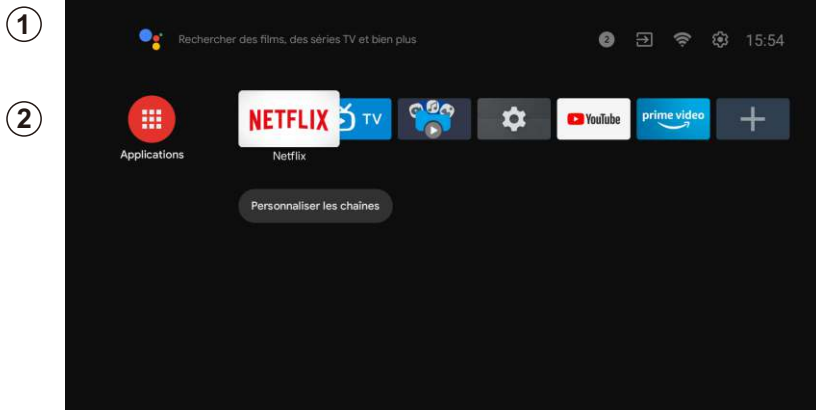 1
Rechercher des films, des séries TV et bien plus
2
15:54
2
NETFLIX
TV
YouTube
prime video
Applications
Netflix
Personnaliser les chaînes